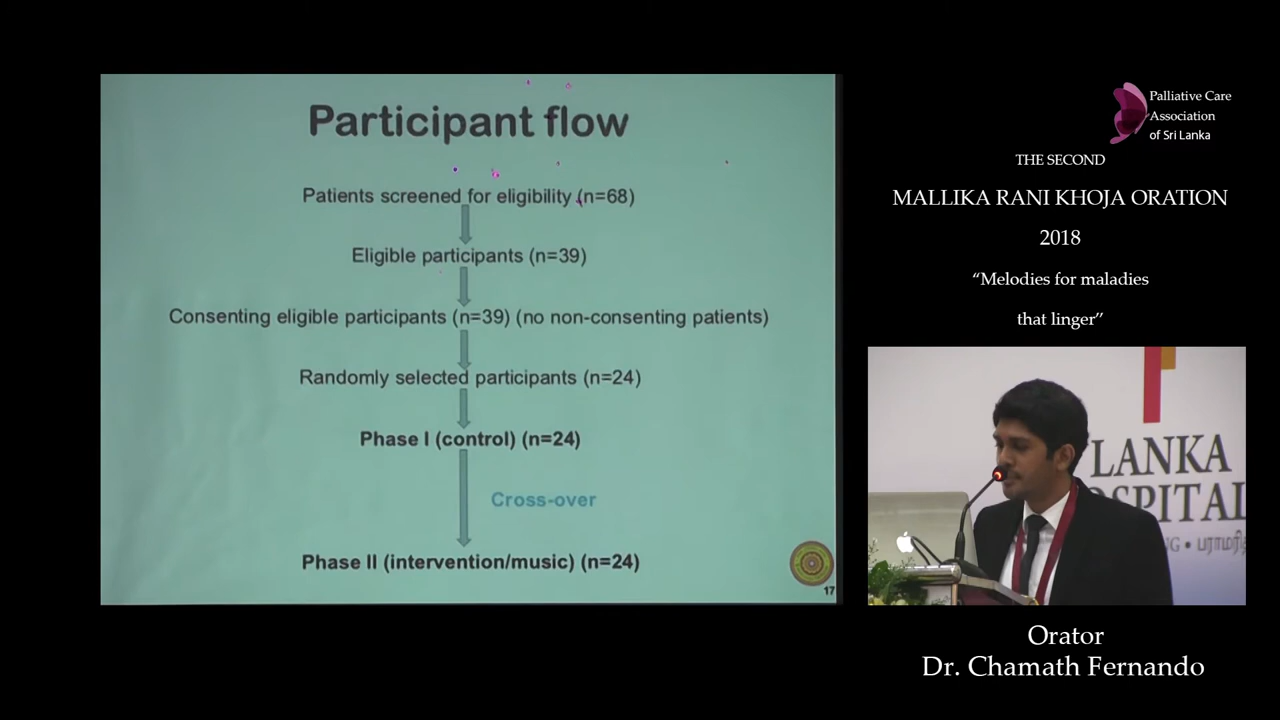 Participant flow
Patients screened for eligibility (n=68)
Eligible participants (n=39)
Consenting eligible participants (n=39) (no non-consenting patients)
Randomly selected participants (n=24)
Phase I (control) (n=24)
Cross-over
Phase II (intervention/music) (n=24)
17
Palliative Care
Association
of Sri Lanka
THE SECOND
MALLIKA RANI KHOJA ORATION
2018
“Melodies for maladies
that linger”
LANKA
OSPITAL
Orator
Dr. Chamath Fernando